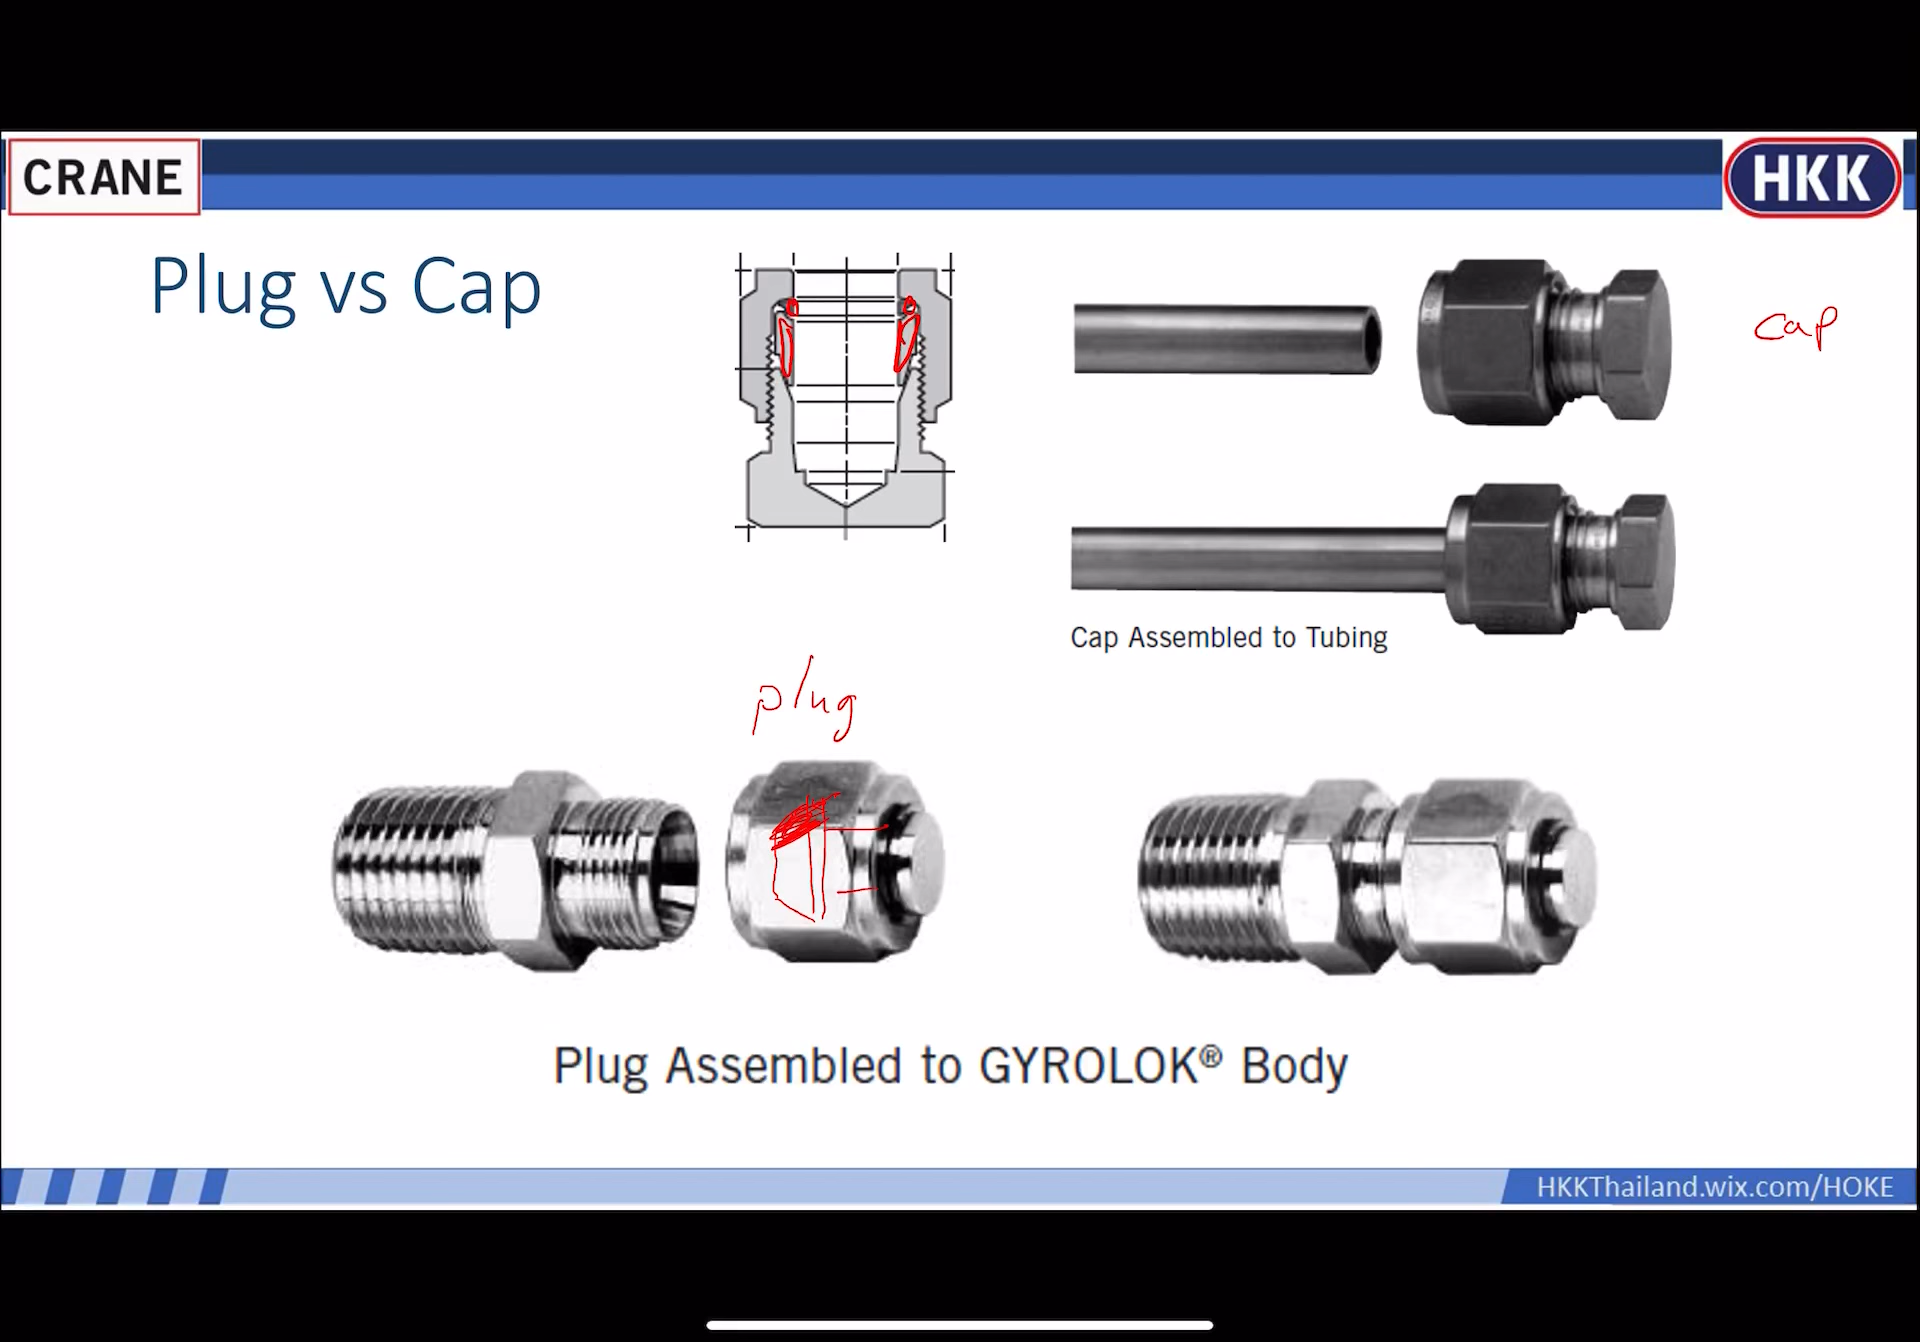 CRANE
HKK
Plug vs Cap
cap
Cap Assembled to Tubing
plug
Plug Assembled to GYROLOK® Body
HKKThailand.wix.com/HOKE